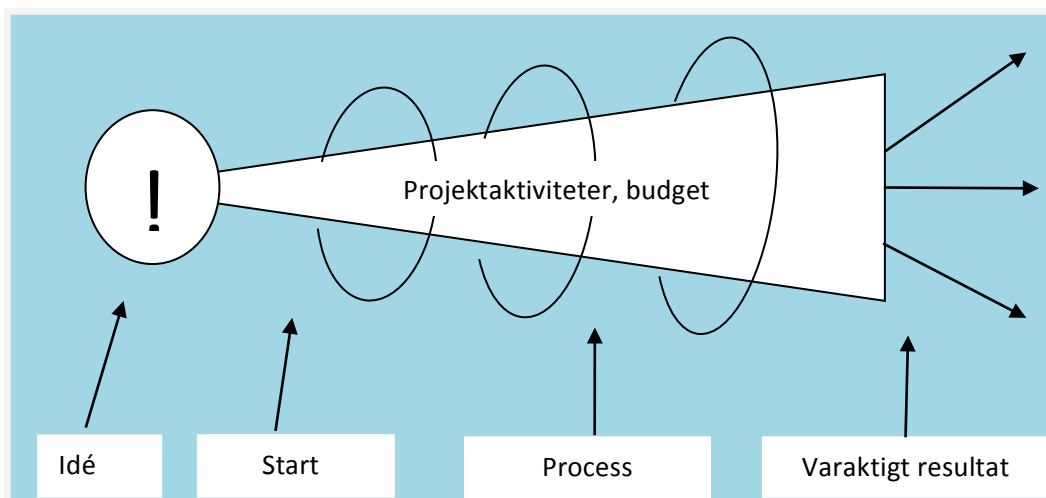 !
Projektaktiviteter, budget
Idé
Start
Process
Varaktigt resultat